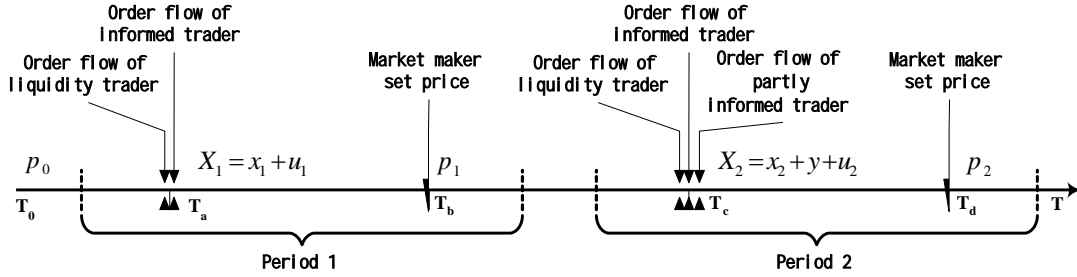 Order flow of
informed trader
Order flow of
liquidity trader
Market maker
set price
Order flow of
informed trader
Order flow of
liquidity trader
Order flow of
partly
informed trader
Market maker
set price
p0
X1 = x1 + u1
p1
X2 = x2 + y + u2
p2
T0
Ta
Tb
Tc
Td
T
Period 1
Period 2